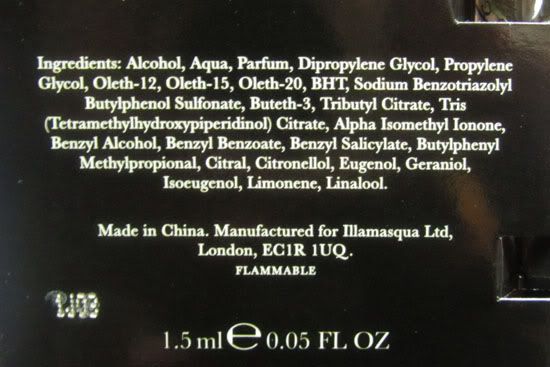 Ingredients: Alcohol, Aqua, Parfum, Dipropylene Glycol, Propylene
Glycol, Oleth-12, Oleth-15, Oleth-20, BHT, Sodium Benzotriazolyl
Butylphenol Sulfonate, Buteth-3, Tributyl Citrate, Tris
(Tetramethylhydroxypiperidinol) Citrate, Alpha Isomethyl Ionone,
Benzyl Alcohol, Benzyl Benzoate, Benzyl Salicylate, Butylphenyl
Methylpropional, Citral, Citronellol, Eugenol, Geraniol,
Isoeugenol, Limonene, Linalool.
Made in China. Manufactured for Illamasqua Ltd,
London, EC1R 1UQ.
FLAMMABLE
1.5 ml ℮ 0.05 FL OZ